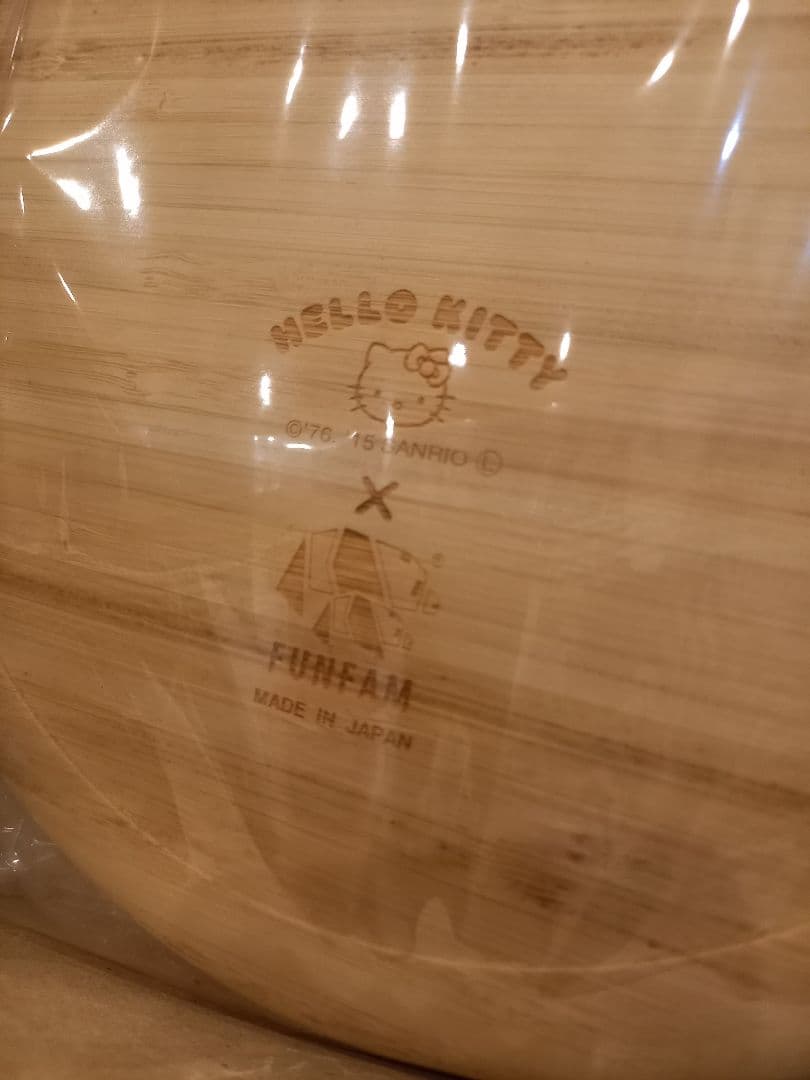 HELLO KITTY
©'76. '15 SANRIO Ⓛ
×
FUNFAM
MADE IN JAPAN